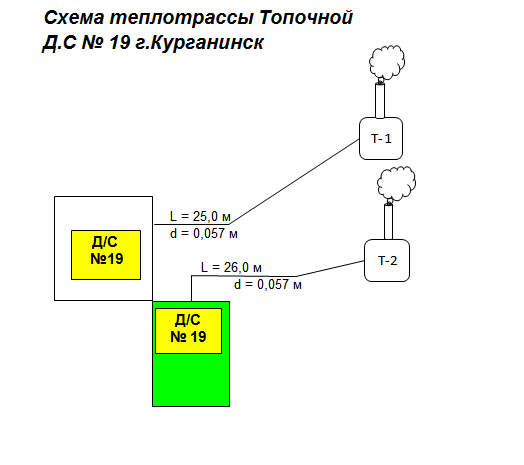 Схема теплотрассы Топочной
Д.С № 19 г.Курганинск
Т-1
L = 25,0 м
d = 0,057 м
Д/С
№19
Т-2
L = 26,0 м
d = 0,057 м
Д/С
№ 19